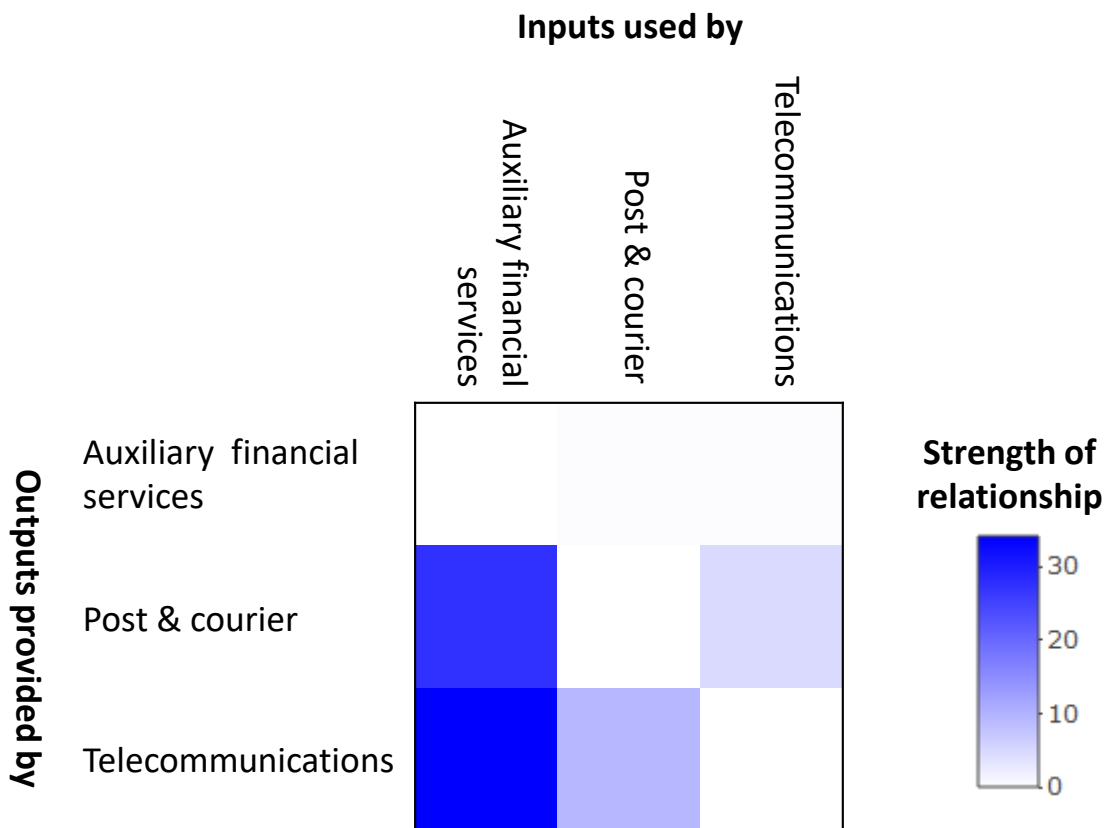 Inputs used by
Auxiliary financial
services
Post & courier
Telecommunications
Outputs provided by
Auxiliary  financial
services
Post & courier
Telecommunications
Strength of
relationship
30
20
10
0